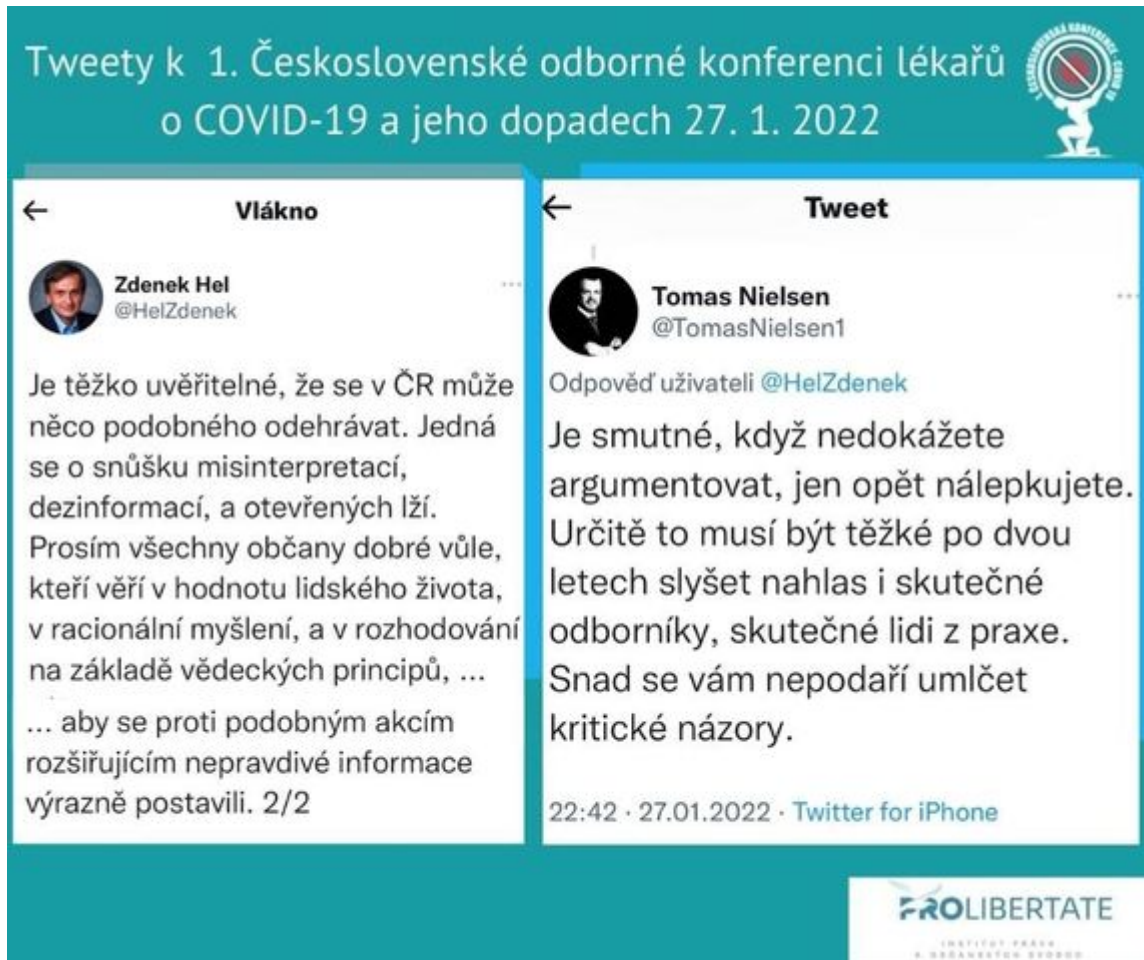 Tweety k 1. Československé odborné konferenci lékařů
o COVID-19 a jeho dopadech 27. 1. 2022
Vlákno
Zdenek Hel
@HelZdenek
Je těžko uvěřitelné, že se v ČR může
něco podobného odehrávat. Jedná
se o snůšku misinterpretací,
dezinformací, a otevřených lží.
Prosím všechny občany dobré vůle,
kteří věří v hodnotu lidského života,
v racionální myšlení, a v rozhodování
na základě vědeckých principů, ...
... aby se proti podobným akcím
rozšiřujícím nepravdivé informace
výrazně postavili. 2/2
Tweet
Tomas Nielsen
@TomasNielsen1
Odpověď uživateli @HelZdenek
Je smutné, když nedokážete
argumentovat, jen opět nálepkujete.
Určitě to musí být těžké po dvou
letech slyšet nahlas i skutečné
odborníky, skutečné lidi z praxe.
Snad se vám nepodaří umlčet
kritické názory.
22:42 · 27.01.2022 · Twitter for iPhone
PROLIBERTATE
INSTITUT PRÁVA
A OBČANSKÝCH SVOBOD